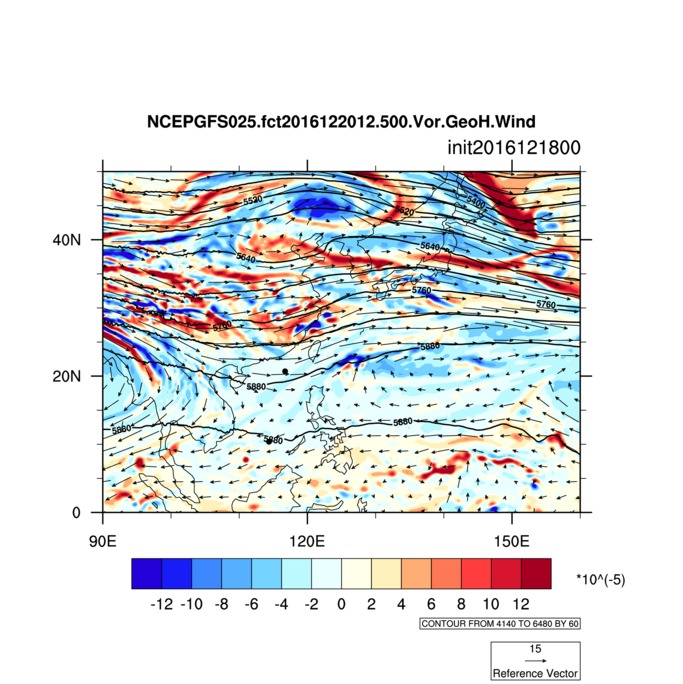 NCEPGFS025.fct2016122012.500.Vor.GeoH.Wind
init2016121800
5520
5400
5520
40N
5640
5640
5760
5760
5760
5880
20N
5880
5880
5880
5880
0
90E 120E 150E
-12 -10 -8 -6 -4 -2 0 2 4 6 8 10 12
*10^(-5)
CONTOUR FROM 4140 TO 6480 BY 60
15
Reference Vector